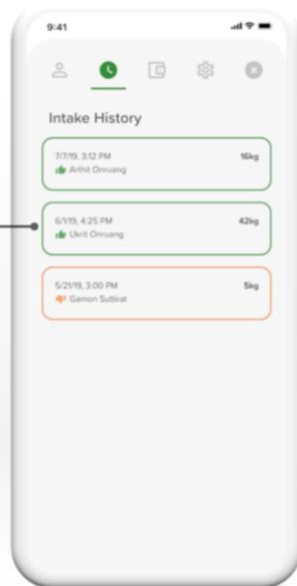 9:41
Intake History
7/7/19, 3:12 PM 16kg
Arthit Onruang
6/1/19, 4:25 PM 42kg
Ukrit Onruang
5/21/19, 3:00 PM 5kg
Gamon Suttirat